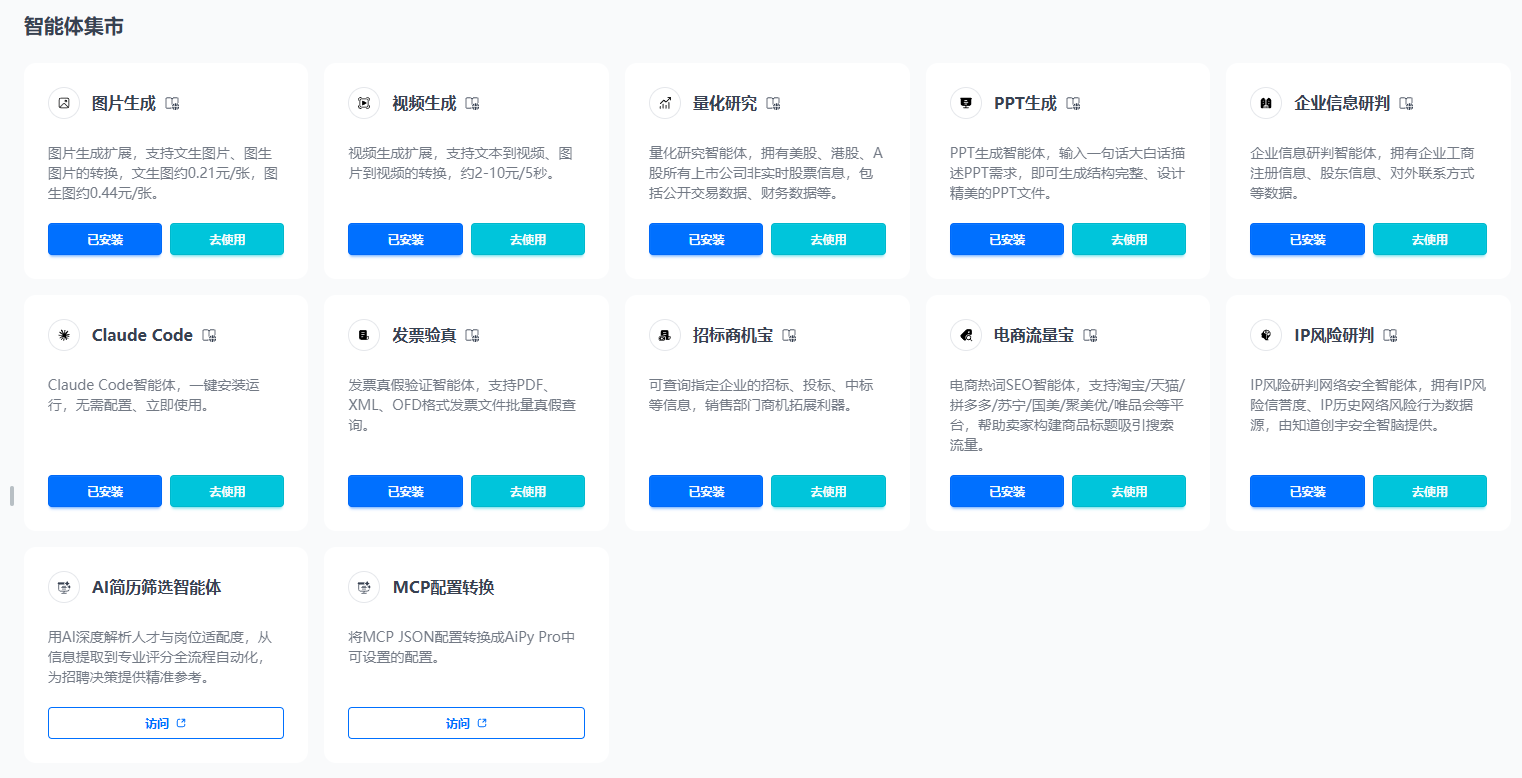 智能体集市
图片生成
图片生成扩展，支持文生图片、图生
图片的转换，文生图约0.21元/张，图
生图约0.44元/张。
已安装
去使用
视频生成
视频生成扩展，支持文本到视频、图
片到视频的转换，约2-10元/5秒。
已安装
去使用
量化研究
量化研究智能体，拥有美股、港股、A
股所有上市公司非实时股票信息，包
括公开交易数据、财务数据等。
已安装
去使用
PPT生成
PPT生成智能体，输入一句话大白话描
述PPT需求，即可生成结构完整、设计
精美的PPT文件。
已安装
去使用
企业信息研判
企业信息研判智能体，拥有企业工商
注册信息、股东信息、对外联系方式
等数据。
已安装
去使用
Claude Code
Claude Code智能体，一键安装运
行，无需配置、立即使用。
已安装
去使用
发票验真
发票真假验证智能体，支持PDF、
XML、OFD格式发票文件批量真假查
询。
已安装
去使用
招标商机宝
可查询指定企业的招标、投标、中标
等信息，销售部门商机拓展利器。
已安装
去使用
电商流量宝
电商热词SEO智能体，支持淘宝/天猫/
拼多多/苏宁/国美/聚美优/唯品会等平
台，帮助卖家构建商品标题吸引搜索
流量。
已安装
去使用
IP风险研判
IP风险研判网络安全智能体，拥有IP风
险信誉度、IP历史网络风险行为数据
源，由知道创宇安全智脑提供。
已安装
去使用
AI简历筛选智能体
用AI深度解析人才与岗位适配度，从
信息提取到专业评分全流程自动化，
为招聘决策提供精准参考。
访问
MCP配置转换
将MCP JSON配置转换成AiPy Pro中
可设置的配置。
访问